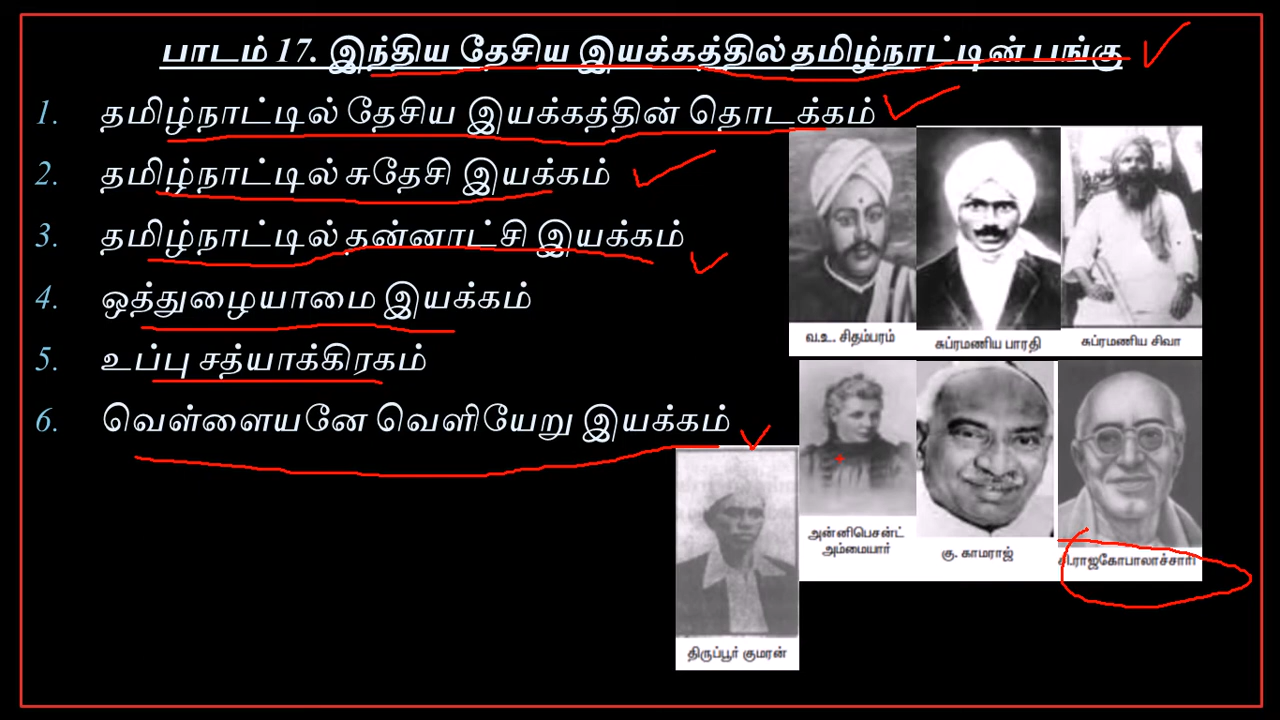 பாடம் 17. இந்திய தேசிய இயக்கத்தில் தமிழ்நாட்டின் பங்கு
1. தமிழ்நாட்டில் தேசிய இயக்கத்தின் தொடக்கம்
2. தமிழ்நாட்டில் சுதேசி இயக்கம்
3. தமிழ்நாட்டில் தன்னாட்சி இயக்கம்
4. ஒத்துழையாமை இயக்கம்
5. உப்பு சத்யாக்கிரகம்
6. வெள்ளையனே வெளியேறு இயக்கம்
வ.உ. சிதம்பரம்
சுப்ரமணிய பாரதி
சுப்ரமணிய சிவா
அன்னிபெசன்ட்
அம்மையார்
கு. காமராஜ்
சி.ராஜகோபாலாச்சாரி
திருப்பூர் குமரன்